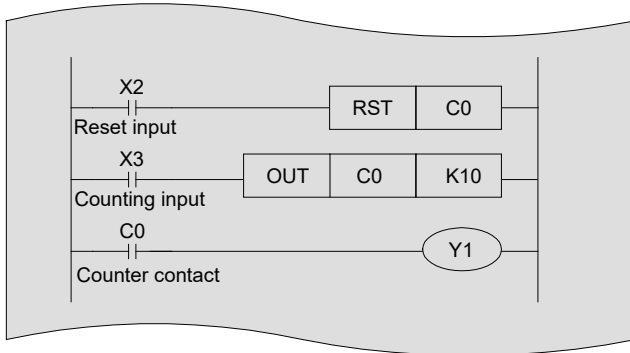 X2
RST C0
Reset input
X3
OUT C0 K10
Counting input
C0
Y1
Counter contact